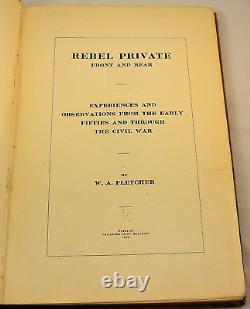 REBEL PRIVATE
FRONT AND REAR
EXPERIENCES AND
OBSERVATIONS FROM THE EARLY
FIFTIES AND THROUGH
THE CIVIL WAR
BY
W. A. FLETCHER